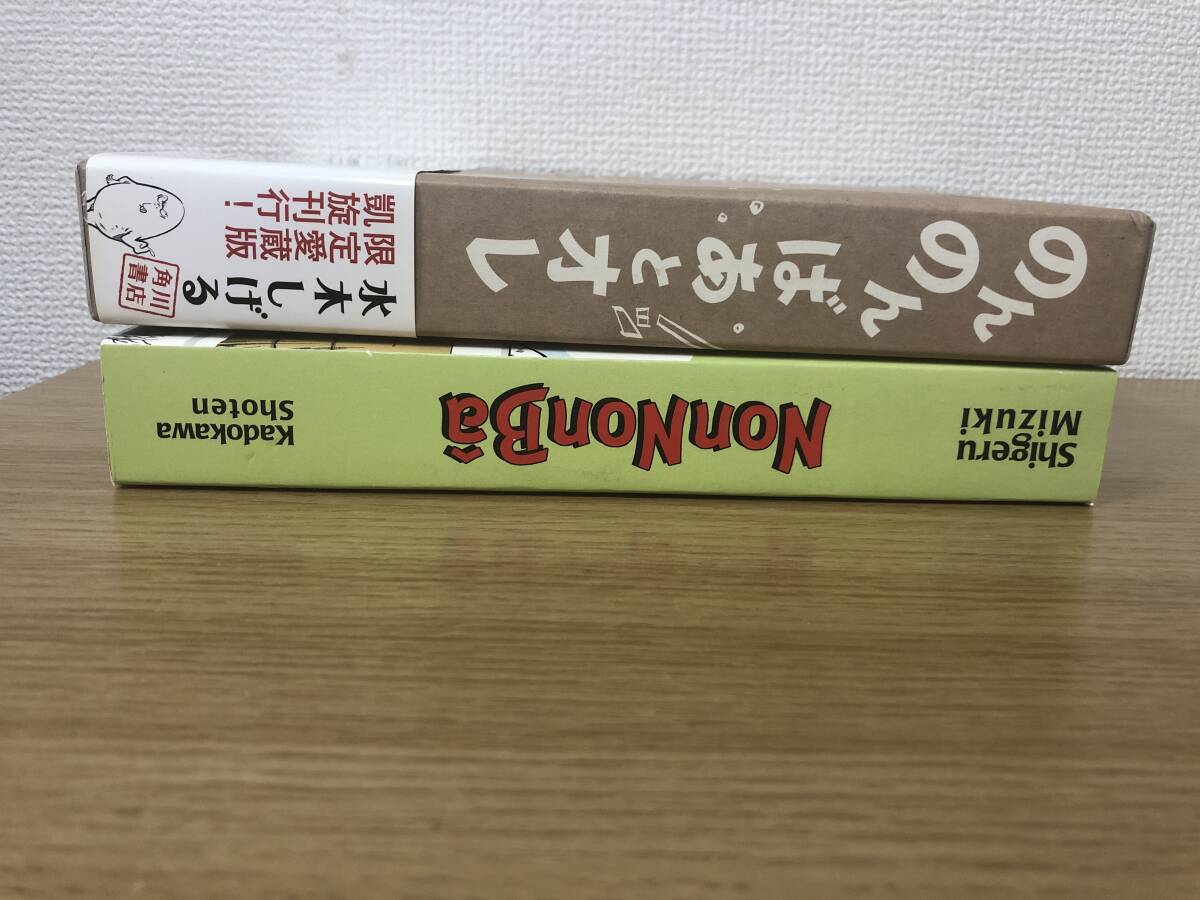 のんのんばあとオレ
限定愛蔵版
凱旋刊行!
水木しげる
角川
書店
Shigeru
Mizuki
NonNonBâ
Kadokawa
Shoten